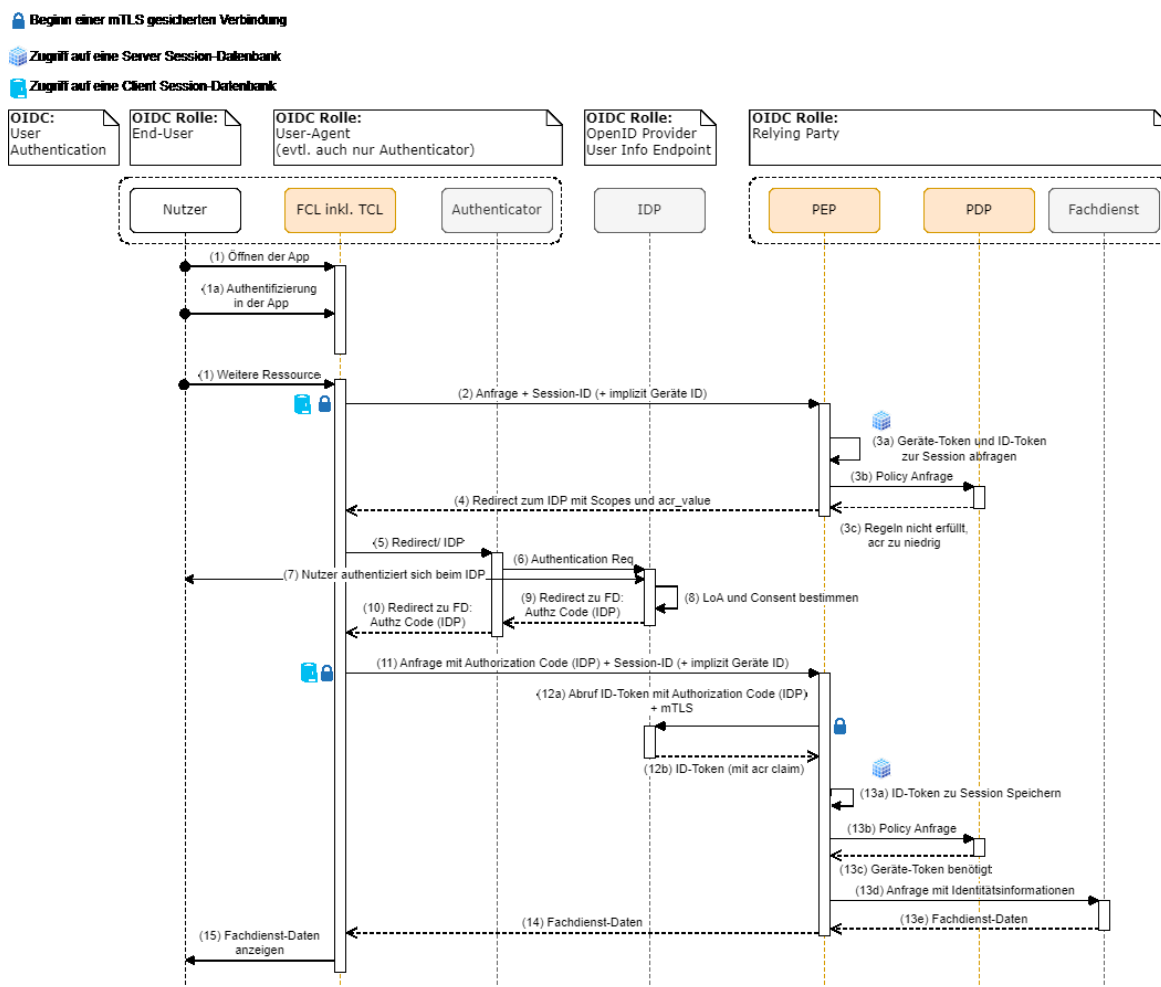 Beginn einer mTLS gesicherten Verbindung
Zugriff auf eine Server Session-Datenbank
Zugriff auf eine Client Session-Datenbank
OIDC:
User
Authentication
OIDC Rolle:
End-User
OIDC Rolle:
User-Agent
(evtl. auch nur Authenticator)
OIDC Rolle:
OpenID Provider
User Info Endpoint
OIDC Rolle:
Relying Party
Nutzer
FCL inkl. TCL
Authenticator
IDP
PEP
PDP
Fachdienst
(1) Öffnen der App
(1a) Authentifizierung
in der App
(1) Weitere Ressource
(2) Anfrage + Session-ID (+ implizit Geräte ID)
(3a) Geräte-Token und ID-Token
zur Session abfragen
(3b) Policy Anfrage
(3c) Regeln nicht erfüllt,
acr zu niedrig
(4) Redirect zum IDP mit Scopes und acr_value
(5) Redirect/ IDP
(6) Authentication Req
(7) Nutzer authentiziert sich beim IDP
(8) LoA und Consent bestimmen
(9) Redirect zu FD:
Authz Code (IDP)
(10) Redirect zu FD:
Authz Code (IDP)
(11) Anfrage mit Authorization Code (IDP) + Session-ID (+ implizit Geräte ID)
(12a) Abruf ID-Token mit Authorization Code (IDP)
+ mTLS
(12b) ID-Token (mit acr claim)
(13a) ID-Token zu Session Speichern
(13b) Policy Anfrage
(13c) Geräte-Token benötigt
(13d) Anfrage mit Identitätsinformationen
(13e) Fachdienst-Daten
(14) Fachdienst-Daten
(15) Fachdienst-Daten
anzeigen